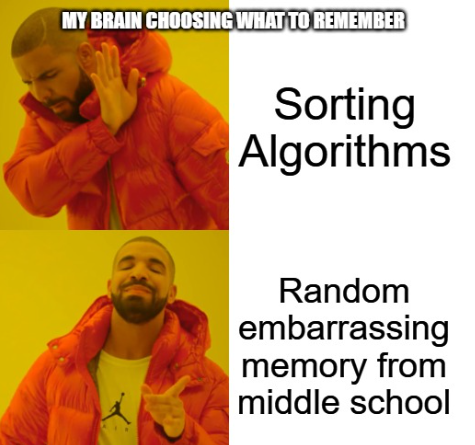 MY BRAIN CHOOSING WHAT TO REMEMBER
Sorting
Algorithms
Random
embarrassing
memory from
middle school